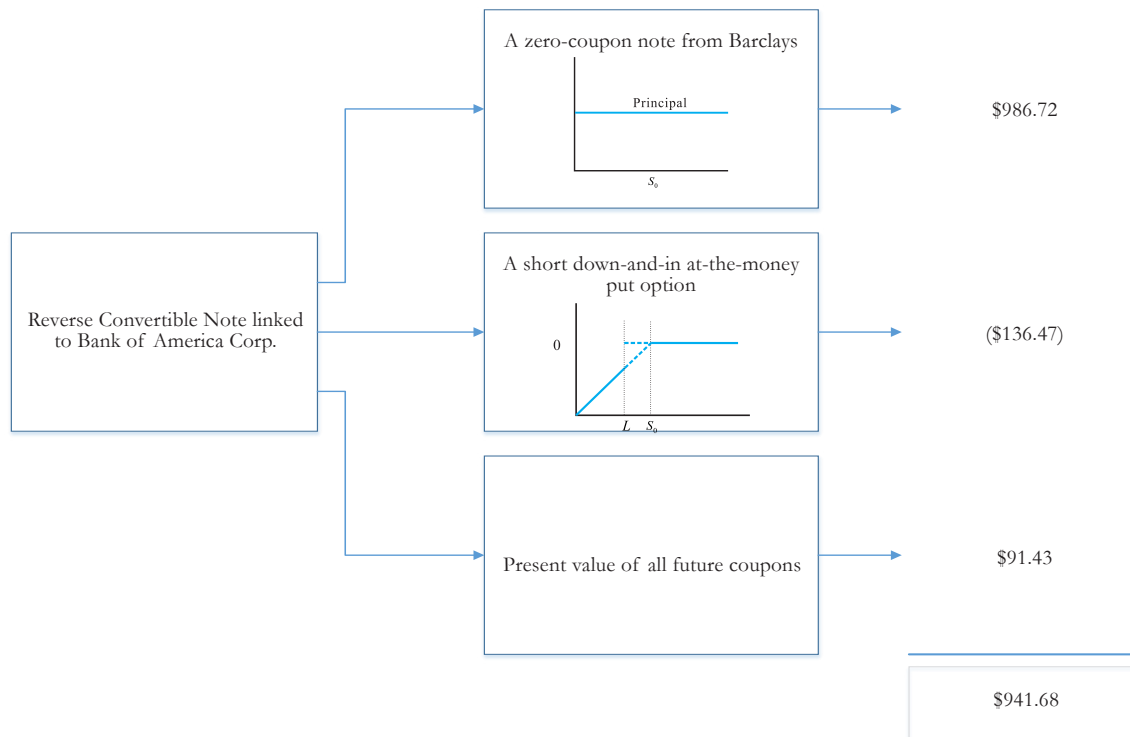 A zero-coupon note from Barclays
Principal
S₀
$986.72
Reverse Convertible Note linked
to Bank of America Corp.
A short down-and-in at-the-money
put option
0
L S₀
($136.47)
Present value of all future coupons
$91.43
$941.68